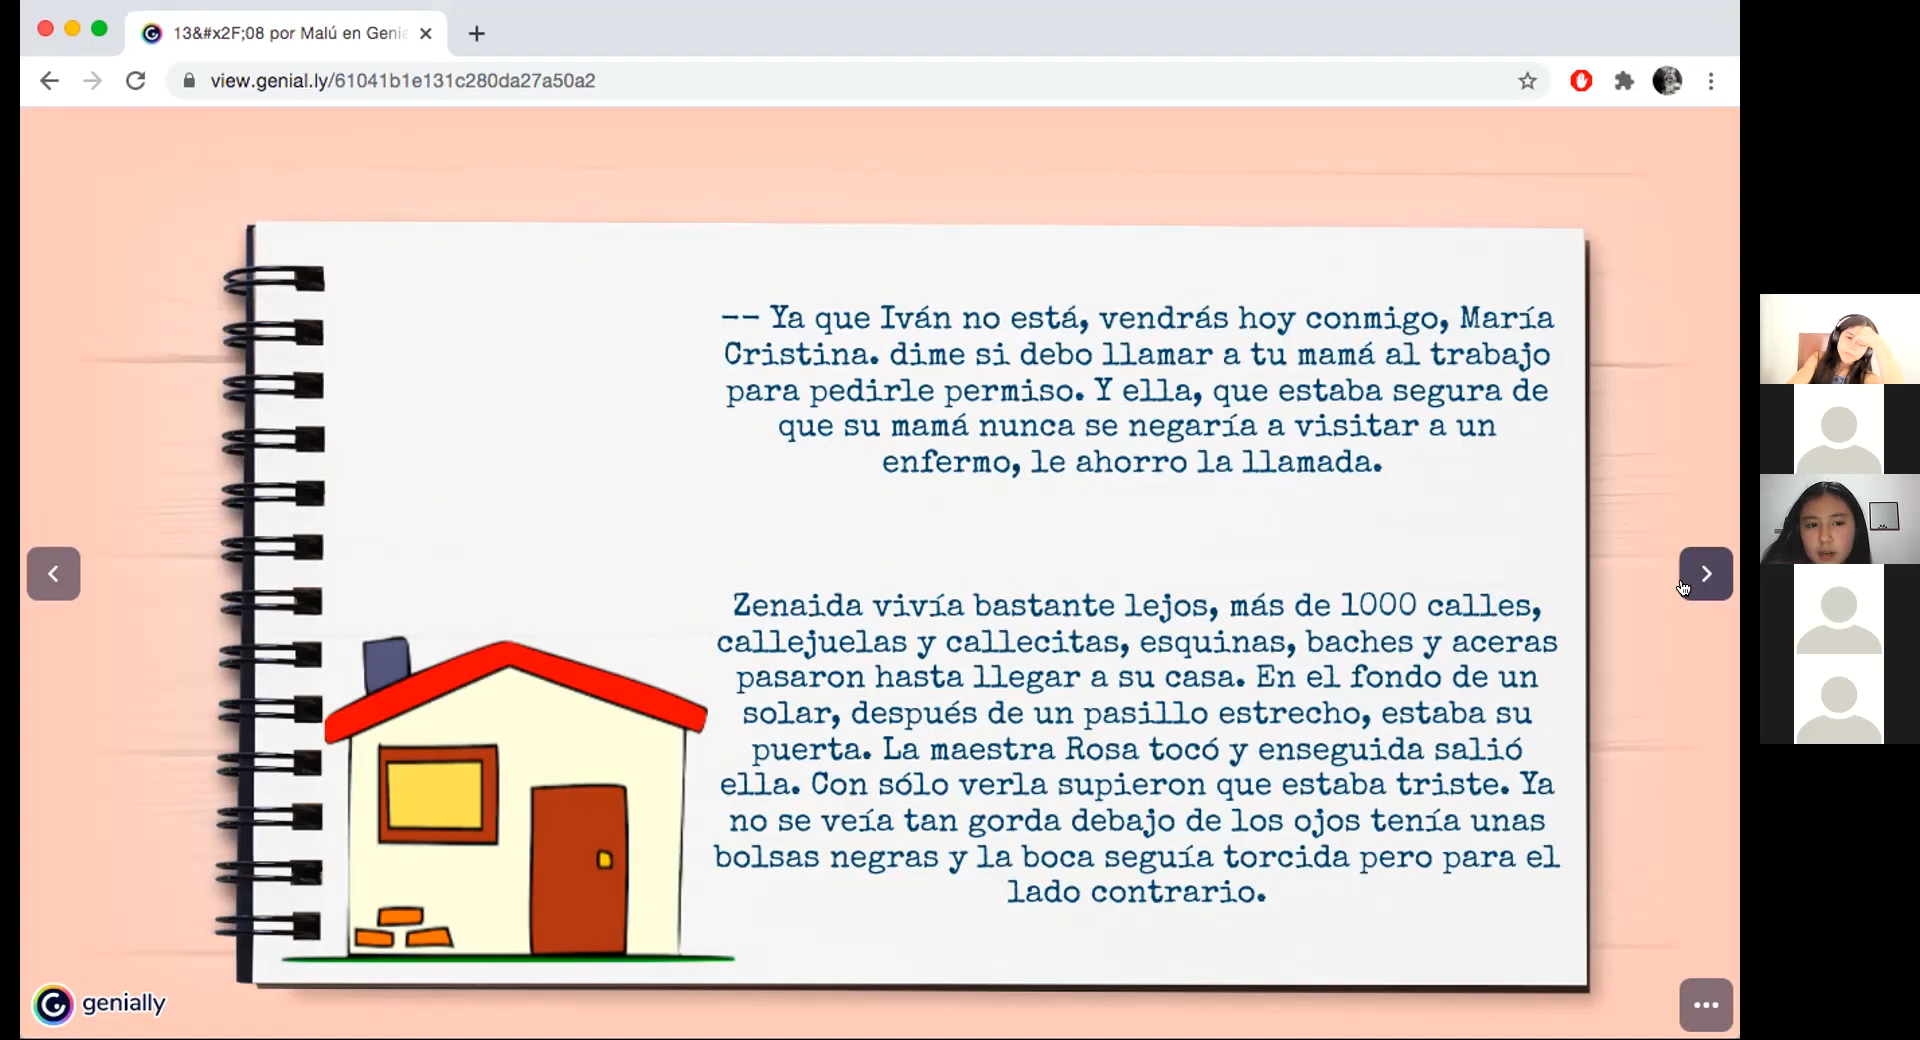 13&#x2F;08 por Malú en Genia
view.genial.ly/61041b1e131c280da27a50a2
-- Ya que Iván no está, vendrás hoy conmigo, María
Cristina. dime si debo llamar a tu mamá al trabajo
para pedirle permiso. Y ella, que estaba segura de
que su mamá nunca se negaría a visitar a un
enfermo, le ahorro la llamada.
Zenaida vivía bastante lejos, más de 1000 calles,
callejuelas y callecitas, esquinas, baches y aceras
pasaron hasta llegar a su casa. En el fondo de un
solar, después de un pasillo estrecho, estaba su
puerta. La maestra Rosa tocó y enseguida salió
ella. Con sólo verla supieron que estaba triste. Ya
no se veía tan gorda debajo de los ojos tenía unas
bolsas negras y la boca seguía torcida pero para el
lado contrario.
genially